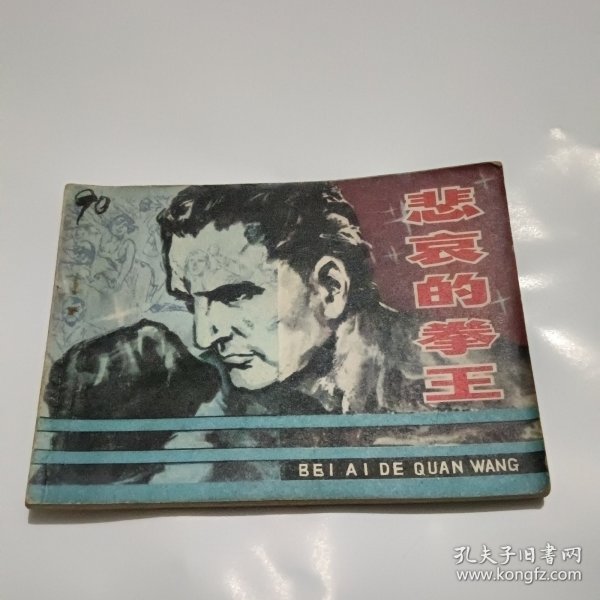 90
悲哀的拳王
BEI AI DE QUAN WANG
孔夫子旧书网
www.kongfz.com